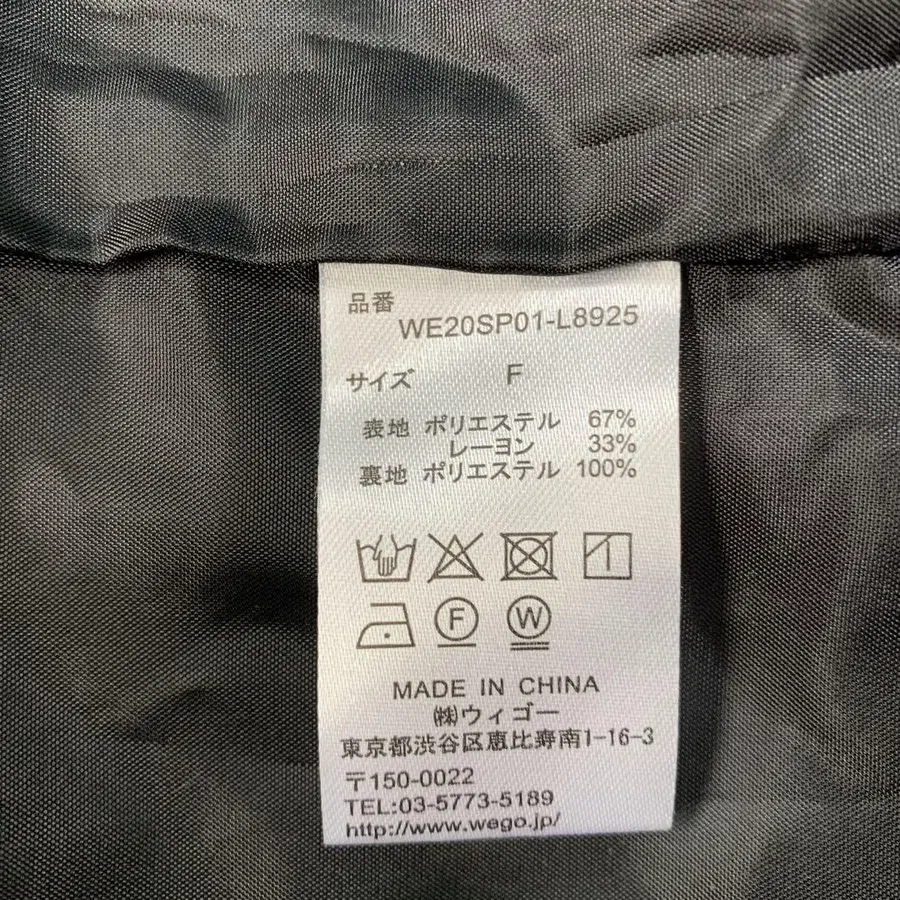 品番
WE20SP01-L8925
サイズ F
表地 ポリエステル 67%
レーヨン 33%
裏地 ポリエステル 100%
F W
MADE IN CHINA
㈱ウィゴー
東京都渋谷区恵比寿南1-16-3
〒150-0022
TEL:03-5773-5189
http://www.wego.jp/